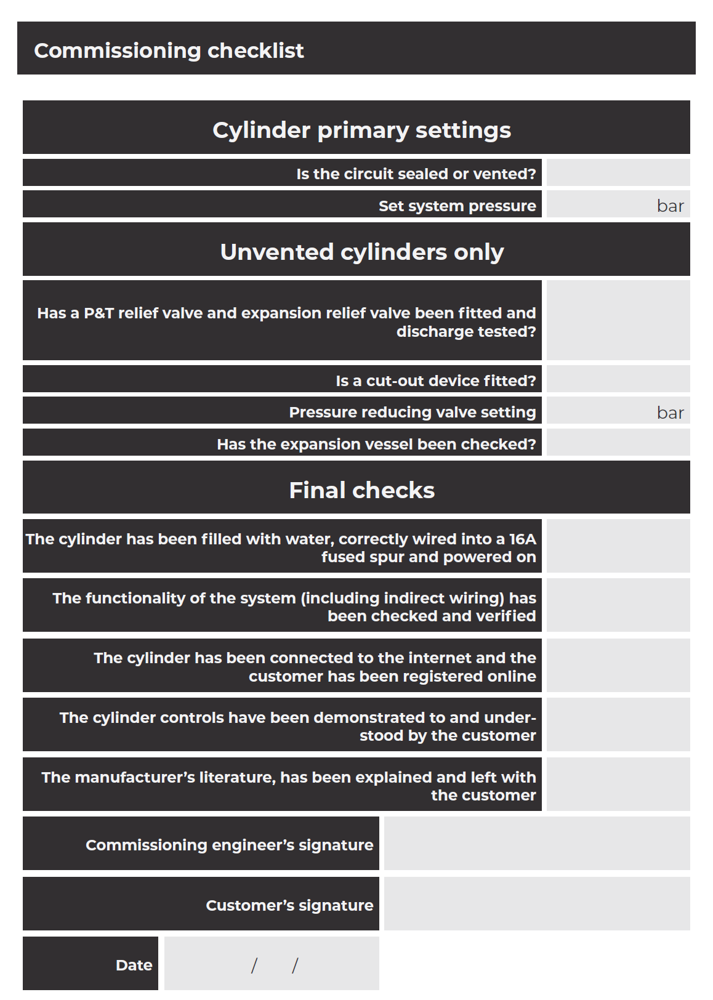 Commissioning checklist
Cylinder primary settings
Is the circuit sealed or vented?
Set system pressure bar
Unvented cylinders only
Has a P&T relief valve and expansion relief valve been fitted and
discharge tested?
Is a cut-out device fitted?
Pressure reducing valve setting bar
Has the expansion vessel been checked?
Final checks
The cylinder has been filled with water, correctly wired into a 16A
fused spur and powered on
The functionality of the system (including indirect wiring) has
been checked and verified
The cylinder has been connected to the internet and the
customer has been registered online
The cylinder controls have been demonstrated to and under-
stood by the customer
The manufacturer’s literature, has been explained and left with
the customer
Commissioning engineer’s signature
Customer’s signature
Date / /